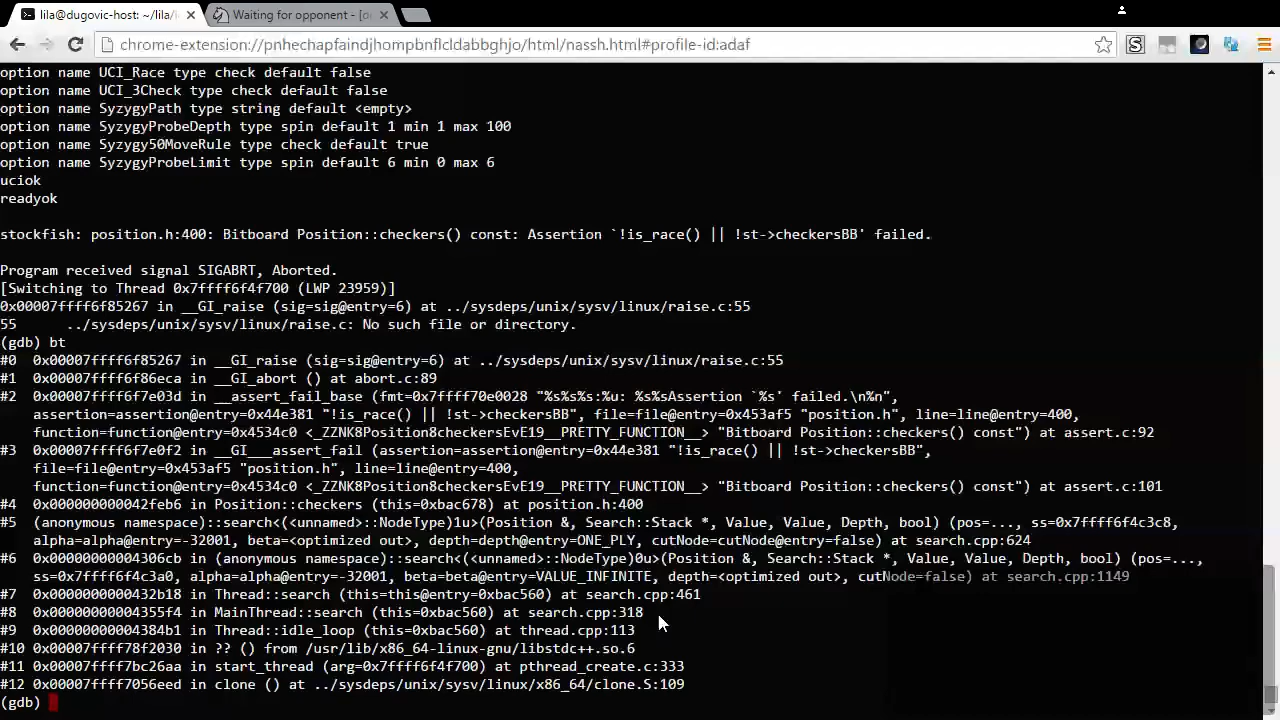 lila@dugovic-host: ~/lila/l
Waiting for opponent - [de
chrome-extension://pnhechapfaindjhompbnflcldabbghjo/html/nassh.html#profile-id:adaf
option name UCI_Race type check default false
option name UCI_3Check type check default false
option name SyzygyPath type string default <empty>
option name SyzygyProbeDepth type spin default 1 min 1 max 100
option name Syzygy50MoveRule type check default true
option name SyzygyProbeLimit type spin default 6 min 0 max 6
uciok
readyok
stockfish: position.h:400: Bitboard Position::checkers() const: Assertion `!is_race() || !st->checkersBB' failed.
Program received signal SIGABRT, Aborted.
[Switching to Thread 0x7ffff6f4f700 (LWP 23959)]
0x00007ffff6f85267 in __GI_raise (sig=sig@entry=6) at ../sysdeps/unix/sysv/linux/raise.c:55
55      ../sysdeps/unix/sysv/linux/raise.c: No such file or directory.
(gdb) bt
#0  0x00007ffff6f85267 in __GI_raise (sig=sig@entry=6) at ../sysdeps/unix/sysv/linux/raise.c:55
#1  0x00007ffff6f86eca in __GI_abort () at abort.c:89
#2  0x00007ffff6f7e03d in __assert_fail_base (fmt=0x7ffff70e0028 "%s%s%s:%u: %s%sAssertion `%s' failed.\n%n",
    assertion=assertion@entry=0x44e381 "!is_race() || !st->checkersBB", file=file@entry=0x453af5 "position.h", line=line@entry=400,
    function=function@entry=0x4534c0 <_ZZNK8Position8checkersEvE19__PRETTY_FUNCTION__> "Bitboard Position::checkers() const") at assert.c:92
#3  0x00007ffff6f7e0f2 in __GI___assert_fail (assertion=assertion@entry=0x44e381 "!is_race() || !st->checkersBB",
    file=file@entry=0x453af5 "position.h", line=line@entry=400,
    function=function@entry=0x4534c0 <_ZZNK8Position8checkersEvE19__PRETTY_FUNCTION__> "Bitboard Position::checkers() const") at assert.c:101
#4  0x000000000042feb6 in Position::checkers (this=0xbac678) at position.h:400
#5  (anonymous namespace)::search<(<unnamed>::NodeType)1u>(Position &, Search::Stack *, Value, Value, Depth, bool) (pos=..., ss=0x7ffff6f4c3c8,
    alpha=alpha@entry=-32001, beta=<optimized out>, depth=depth@entry=ONE_PLY, cutNode=cutNode@entry=false) at search.cpp:624
#6  0x00000000004306cb in (anonymous namespace)::search<(<unnamed>::NodeType)0u>(Position &, Search::Stack *, Value, Value, Depth, bool) (pos=...,
    ss=0x7ffff6f4c3a0, alpha=alpha@entry=-32001, beta=beta@entry=VALUE_INFINITE, depth=<optimized out>, cutNode=false) at search.cpp:1149
#7  0x0000000000432b18 in Thread::search (this=this@entry=0xbac560) at search.cpp:461
#8  0x00000000004355f4 in MainThread::search (this=0xbac560) at search.cpp:318
#9  0x00000000004384b1 in Thread::idle_loop (this=0xbac560) at thread.cpp:113
#10 0x00007ffff78f2030 in ?? () from /usr/lib/x86_64-linux-gnu/libstdc++.so.6
#11 0x00007ffff7bc26aa in start_thread (arg=0x7ffff6f4f700) at pthread_create.c:333
#12 0x00007ffff7056eed in clone () at ../sysdeps/unix/sysv/linux/x86_64/clone.S:109
(gdb)